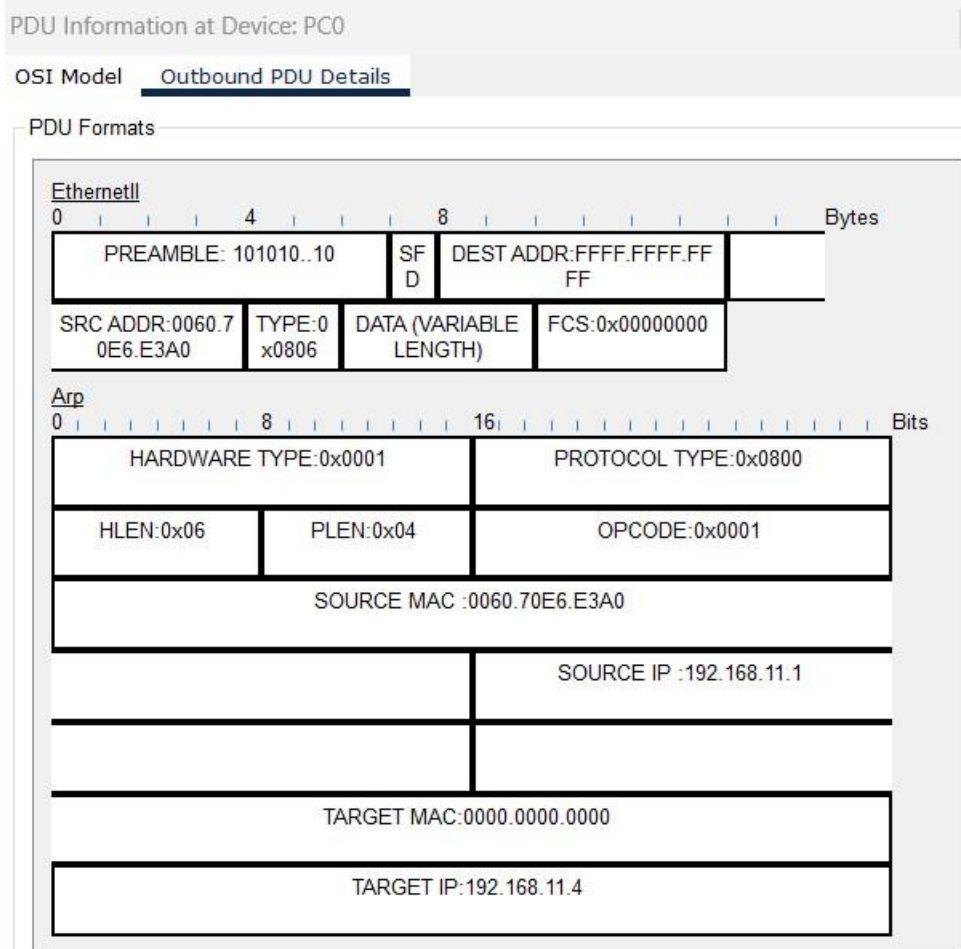 PDU Information at Device: PC0
OSI Model Outbound PDU Details
PDU Formats
EthernetII
0 4 8 Bytes
PREAMBLE: 101010..10 SF DEST ADDR:FFFF.FFFF.FF
D FF
SRC ADDR:0060.7 TYPE:0 DATA (VARIABLE FCS:0x00000000
0E6.E3A0 x0806 LENGTH)
Arp
0 8 16 Bits
HARDWARE TYPE:0x0001 PROTOCOL TYPE:0x0800
HLEN:0x06 PLEN:0x04 OPCODE:0x0001
SOURCE MAC :0060.70E6.E3A0
SOURCE IP :192.168.11.1
TARGET MAC:0000.0000.0000
TARGET IP:192.168.11.4